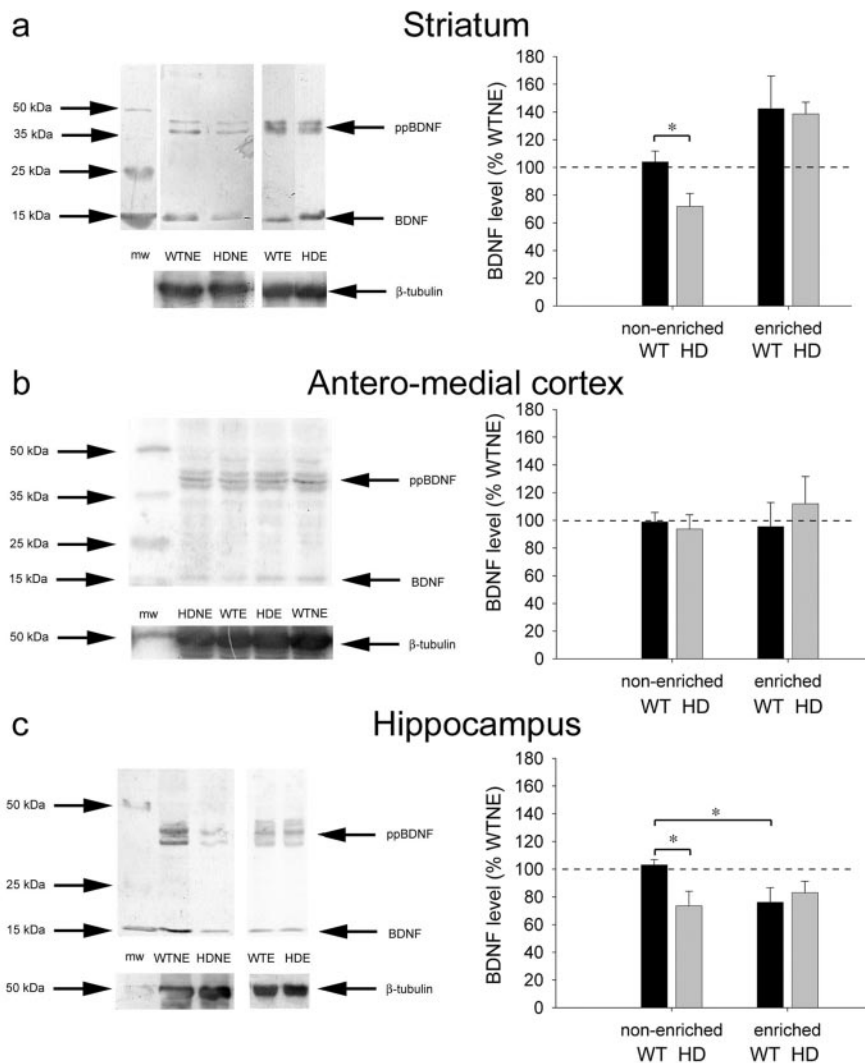 a Striatum
50 kDa
35 kDa
25 kDa
15 kDa
ppBDNF
BDNF
mw WTNE HDNE WTE HDE
β-tubulin
BDNF level (% WTNE)
180
160
140
120
100
80
60
40
20
0
*
non-enriched enriched
WT HD WT HD
b Antero-medial cortex
50 kDa
35 kDa
25 kDa
15 kDa
ppBDNF
BDNF
mw HDNE WTE HDE WTNE
50 kDa
β-tubulin
BDNF level (% WTNE)
180
160
140
120
100
80
60
40
20
0
non-enriched enriched
WT HD WT HD
c Hippocampus
50 kDa
25 kDa
15 kDa
ppBDNF
BDNF
mw WTNE HDNE WTE HDE
50 kDa
β-tubulin
BDNF level (% WTNE)
180
160
140
120
100
80
60
40
20
0
*
*
non-enriched enriched
WT HD WT HD